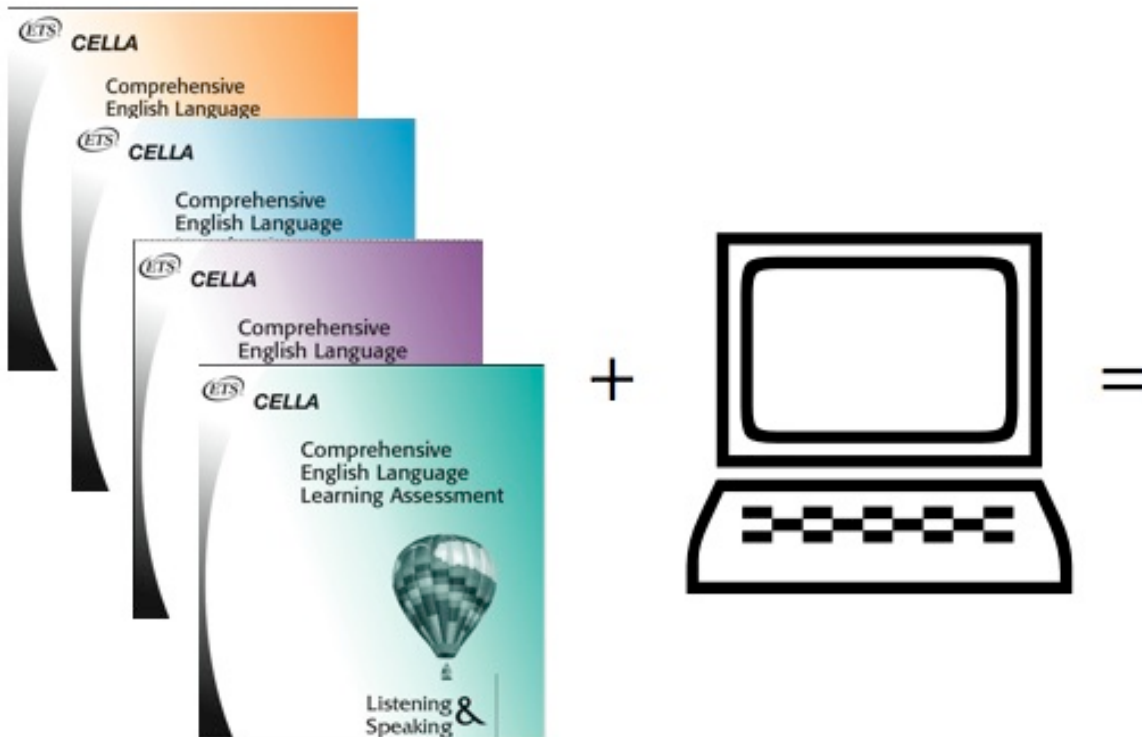 ETS
CELLA
Comprehensive
English Language
ETS
CELLA
Comprehensive
English Language
ETS
CELLA
Comprehensive
English Language
ETS
CELLA
Comprehensive
English Language
Learning Assessment
Listening &
Speaking
+
=